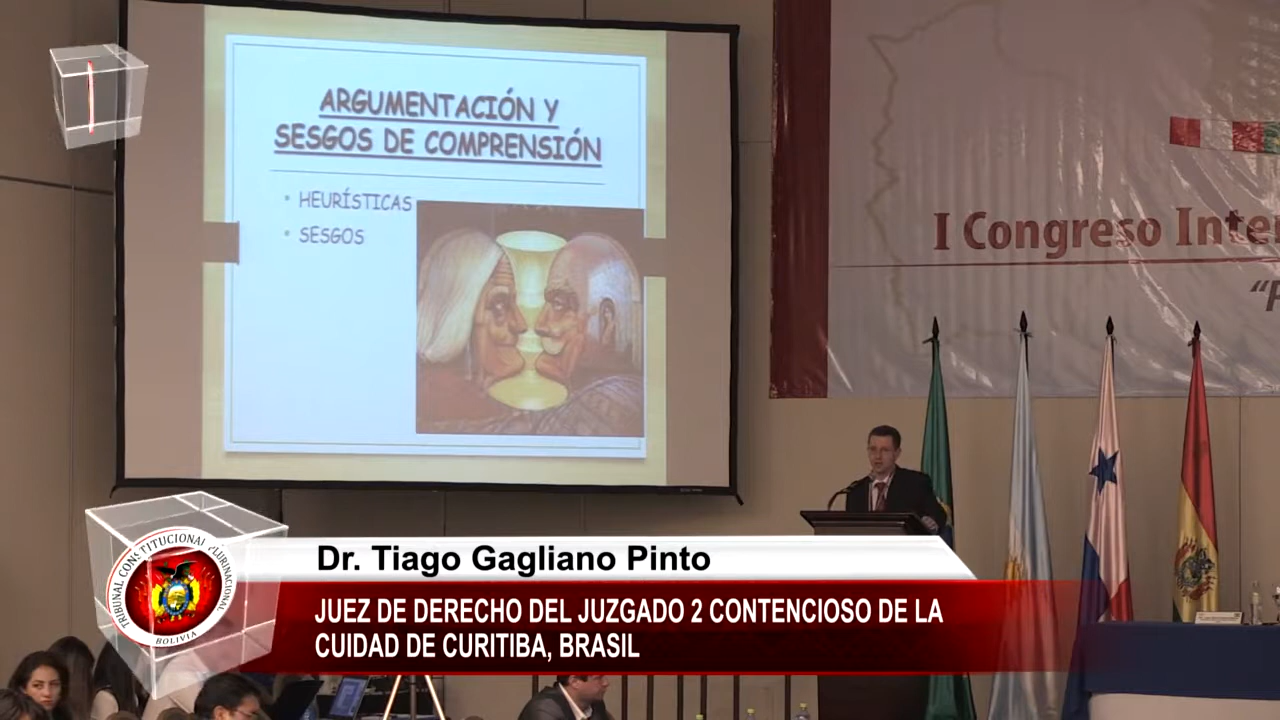 ARGUMENTACIÓN Y
SESGOS DE COMPRENSIÓN
• HEURÍSTICAS
• SESGOS
I Congreso Inte
Dr. Tiago Gagliano Pinto
JUEZ DE DERECHO DEL JUZGADO 2 CONTENCIOSO DE LA
CUIDAD DE CURITIBA, BRASIL
TRIBUNAL CONSTITUCIONAL PLURINACIONAL
BOLIVIA